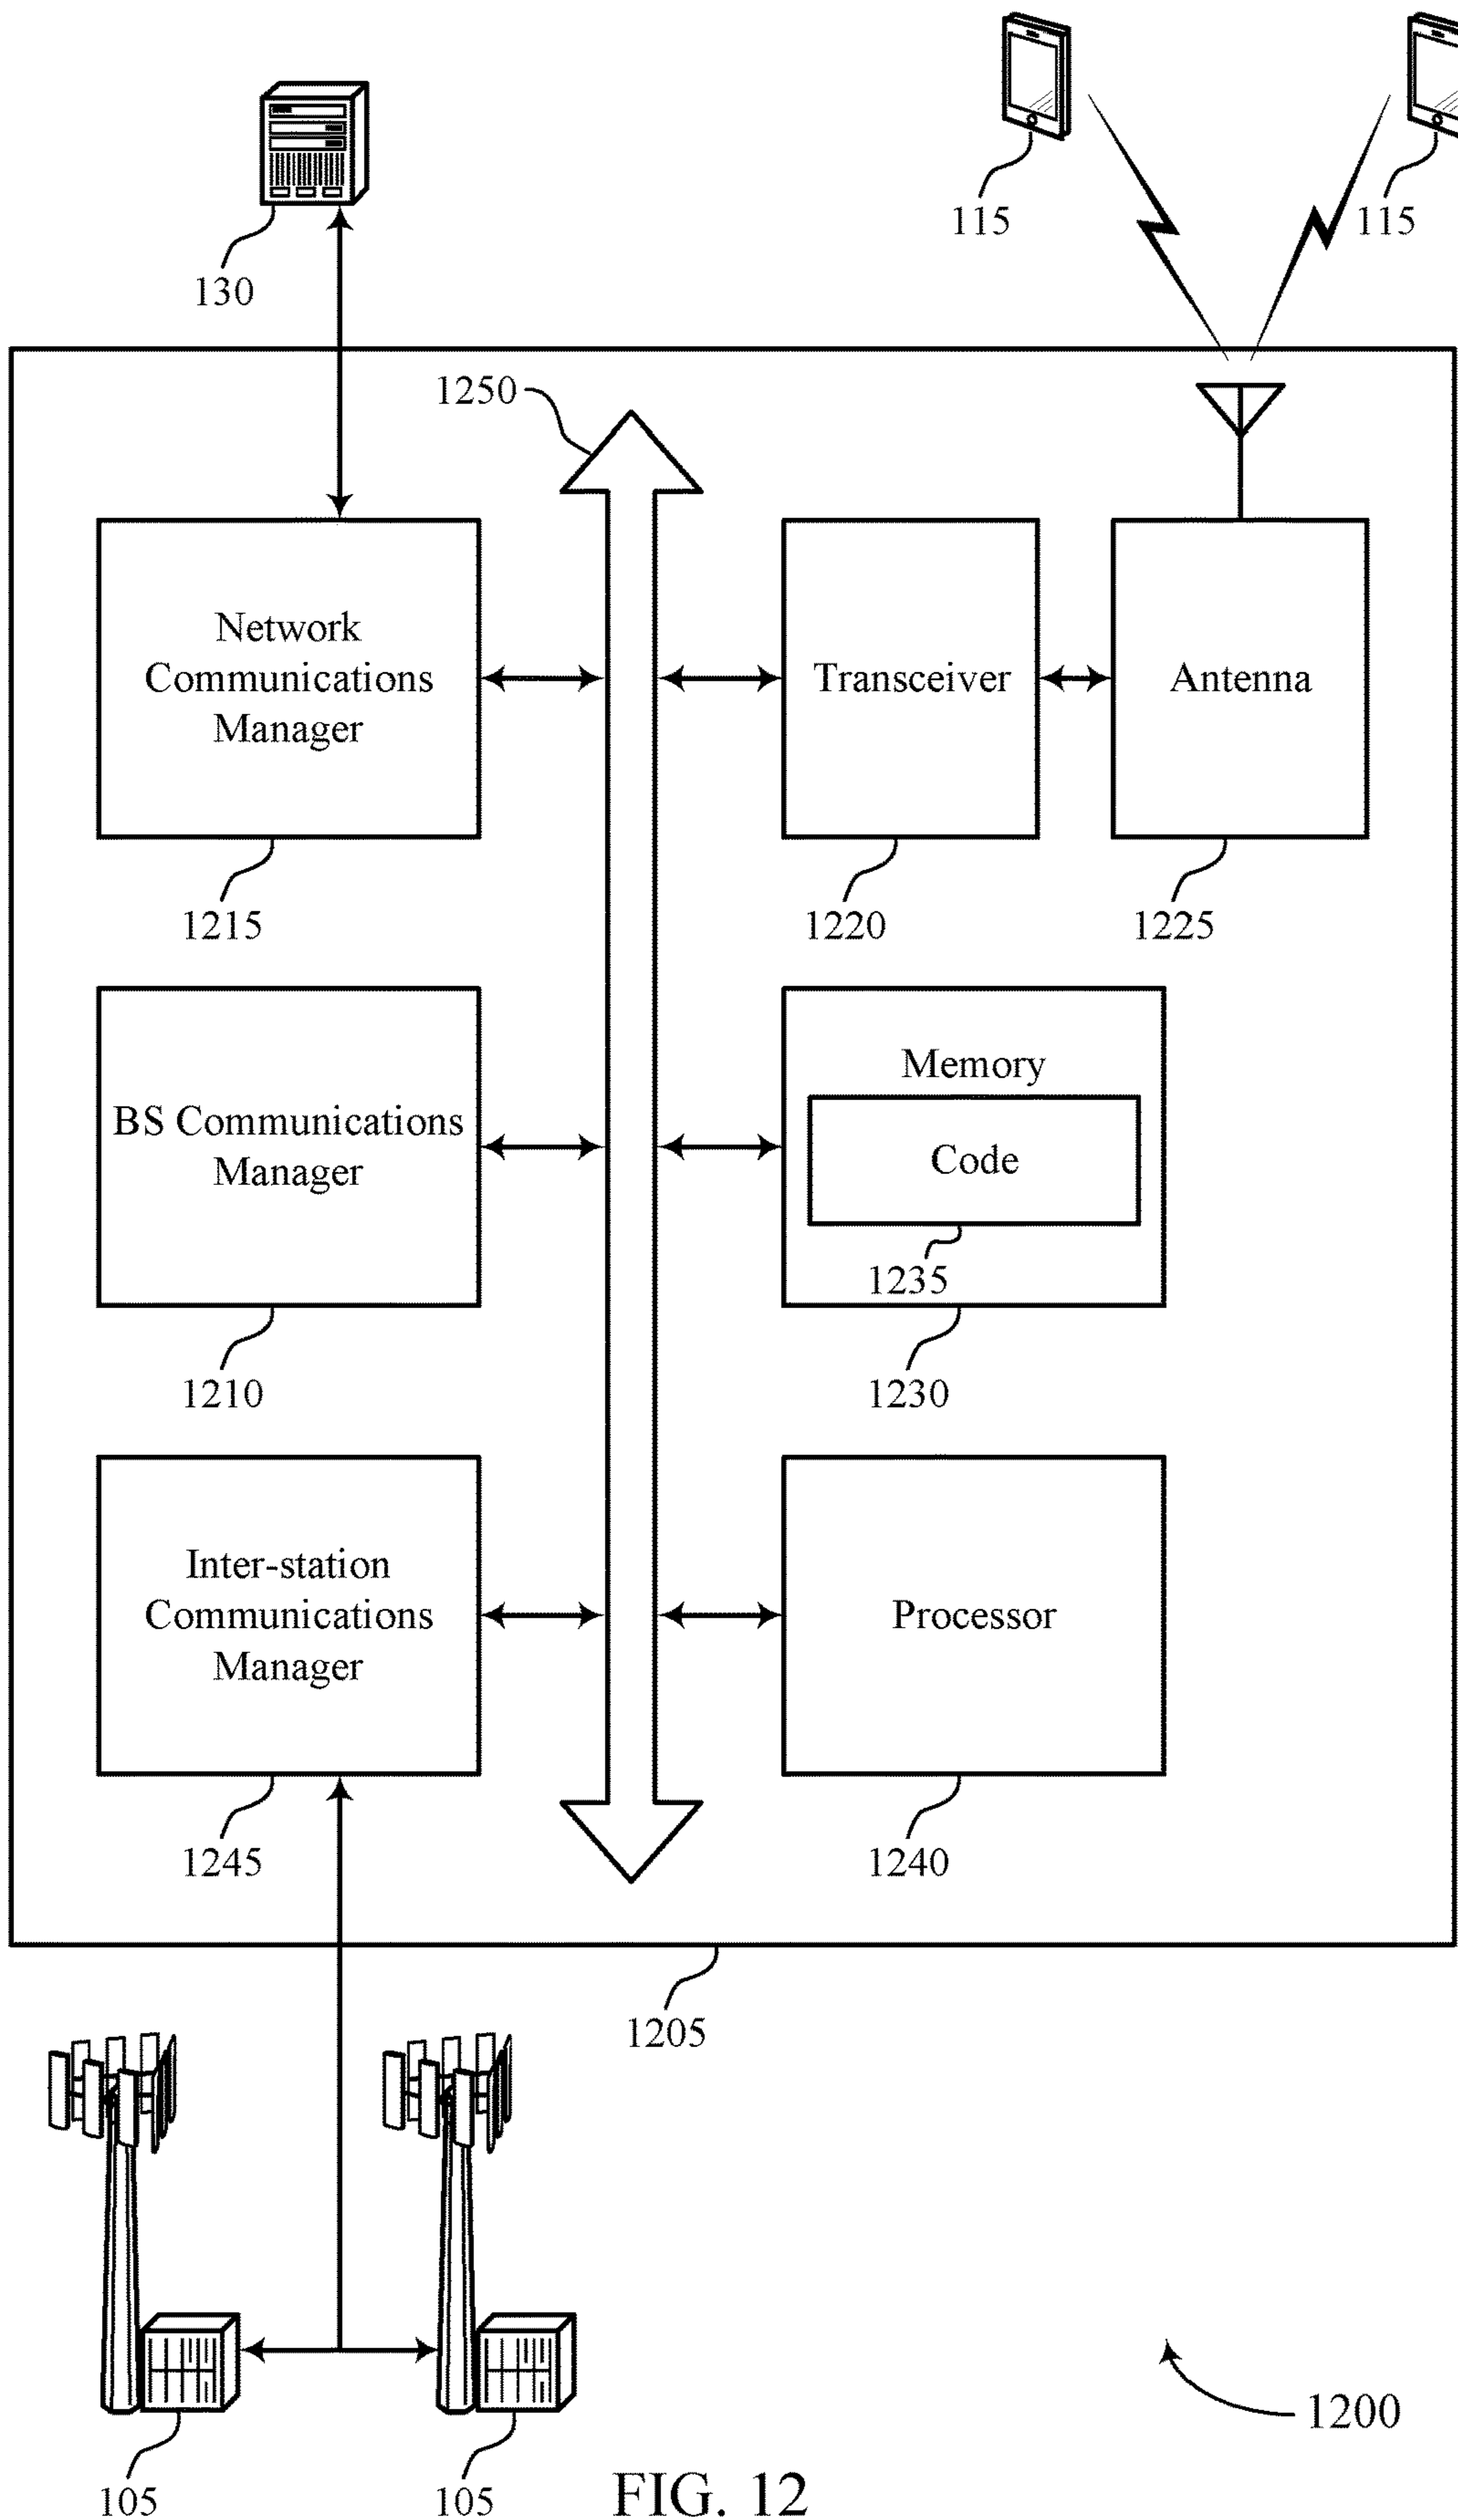 115
115
130
1250
Network
Communications
Manager
Transceiver
Antenna
1215
1220
1225
BS Communications
Manager
Memory
Code
1235
1210
1230
Inter-station
Communications
Manager
Processor
1245
1240
1205
1200
105
105
FIG. 12